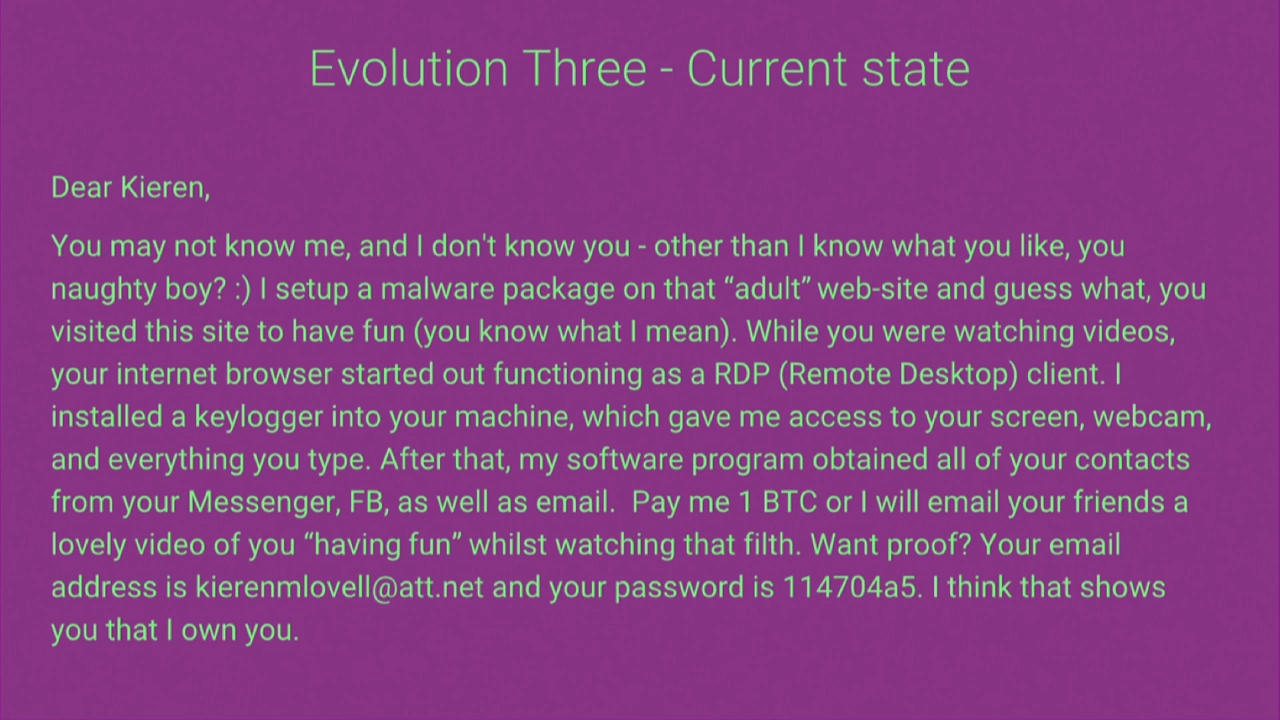 Evolution Three - Current state
Dear Kieren,
You may not know me, and I don't know you - other than I know what you like, you
naughty boy? :) I setup a malware package on that “adult” web-site and guess what, you
visited this site to have fun (you know what I mean). While you were watching videos,
your internet browser started out functioning as a RDP (Remote Desktop) client. I
installed a keylogger into your machine, which gave me access to your screen, webcam,
and everything you type. After that, my software program obtained all of your contacts
from your Messenger, FB, as well as email.  Pay me 1 BTC or I will email your friends a
lovely video of you “having fun” whilst watching that filth. Want proof? Your email
address is kierenmlovell@att.net and your password is 114704a5. I think that shows
you that I own you.